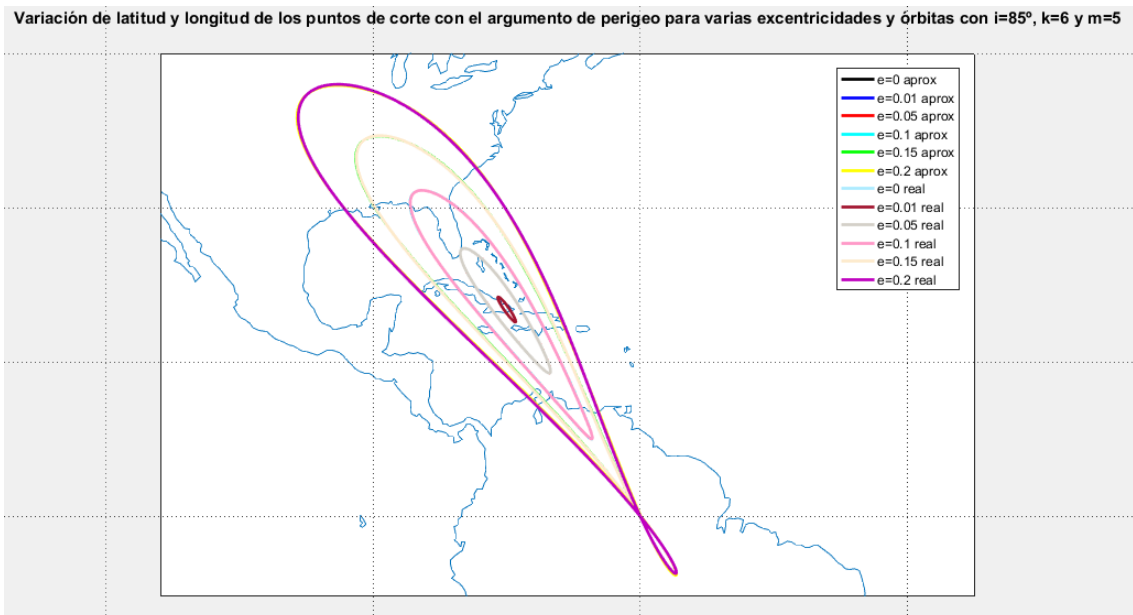 Variación de latitud y longitud de los puntos de corte con el argumento de perigeo para varias excentricidades y órbitas con i=85º, k=6 y m=5
e=0 aprox
e=0.01 aprox
e=0.05 aprox
e=0.1 aprox
e=0.15 aprox
e=0.2 aprox
e=0 real
e=0.01 real
e=0.05 real
e=0.1 real
e=0.15 real
e=0.2 real